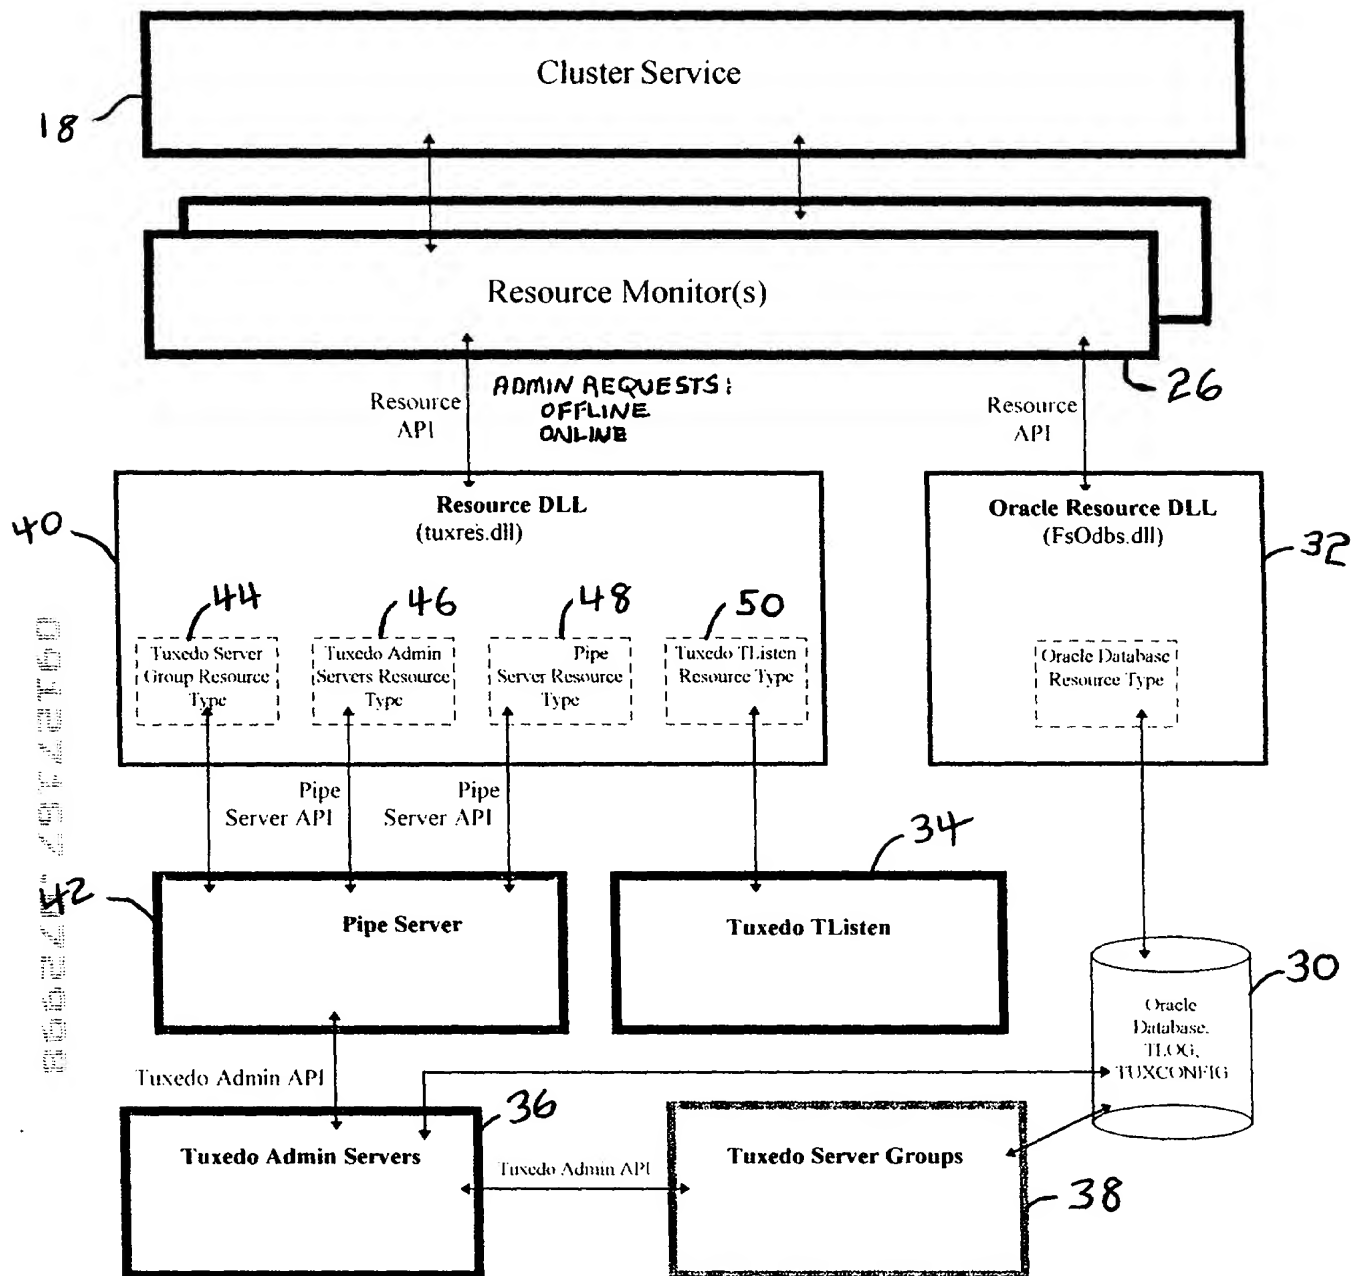 Cluster Service
18
Resource Monitor(s)
26
Resource
API
ADMIN REQUESTS:
OFFLINE
ONLINE
Resource
API
40
Resource DLL
(tuxres.dll)
Oracle Resource DLL
(FsOdbs.dll)
32
44
46
48
50
Tuxedo Server
Group Resource
Type
Tuxedo Admin
Servers Resource
Type
Pipe
Server Resource
Type
Tuxedo TListen
Resource Type
Oracle Database
Resource Type
Pipe
Server API
Pipe
Server API
34
42
Pipe Server
Tuxedo TListen
30
Oracle
Database,
TLOG,
TUXCONFIG
Tuxedo Admin API
36
Tuxedo Admin Servers
Tuxedo Admin API
Tuxedo Server Groups
38